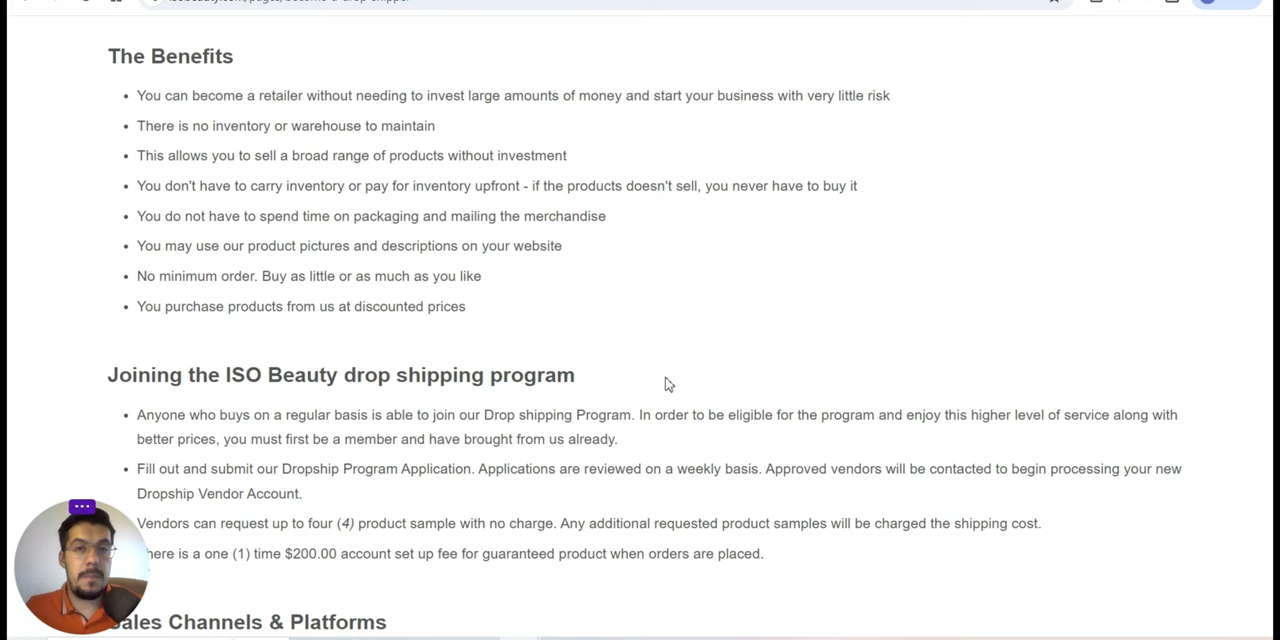 The Benefits
You can become a retailer without needing to invest large amounts of money and start your business with very little risk
There is no inventory or warehouse to maintain
This allows you to sell a broad range of products without investment
You don't have to carry inventory or pay for inventory upfront - if the products doesn't sell, you never have to buy it
You do not have to spend time on packaging and mailing the merchandise
You may use our product pictures and descriptions on your website
No minimum order. Buy as little or as much as you like
You purchase products from us at discounted prices
Joining the ISO Beauty drop shipping program
Anyone who buys on a regular basis is able to join our Drop shipping Program. In order to be eligible for the program and enjoy this higher level of service along with
better prices, you must first be a member and have brought from us already.
Fill out and submit our Dropship Program Application. Applications are reviewed on a weekly basis. Approved vendors will be contacted to begin processing your new
Dropship Vendor Account.
Vendors can request up to four (4) product sample with no charge. Any additional requested product samples will be charged the shipping cost.
here is a one (1) time $200.00 account set up fee for guaranteed product when orders are placed.
ales Channels & Platforms